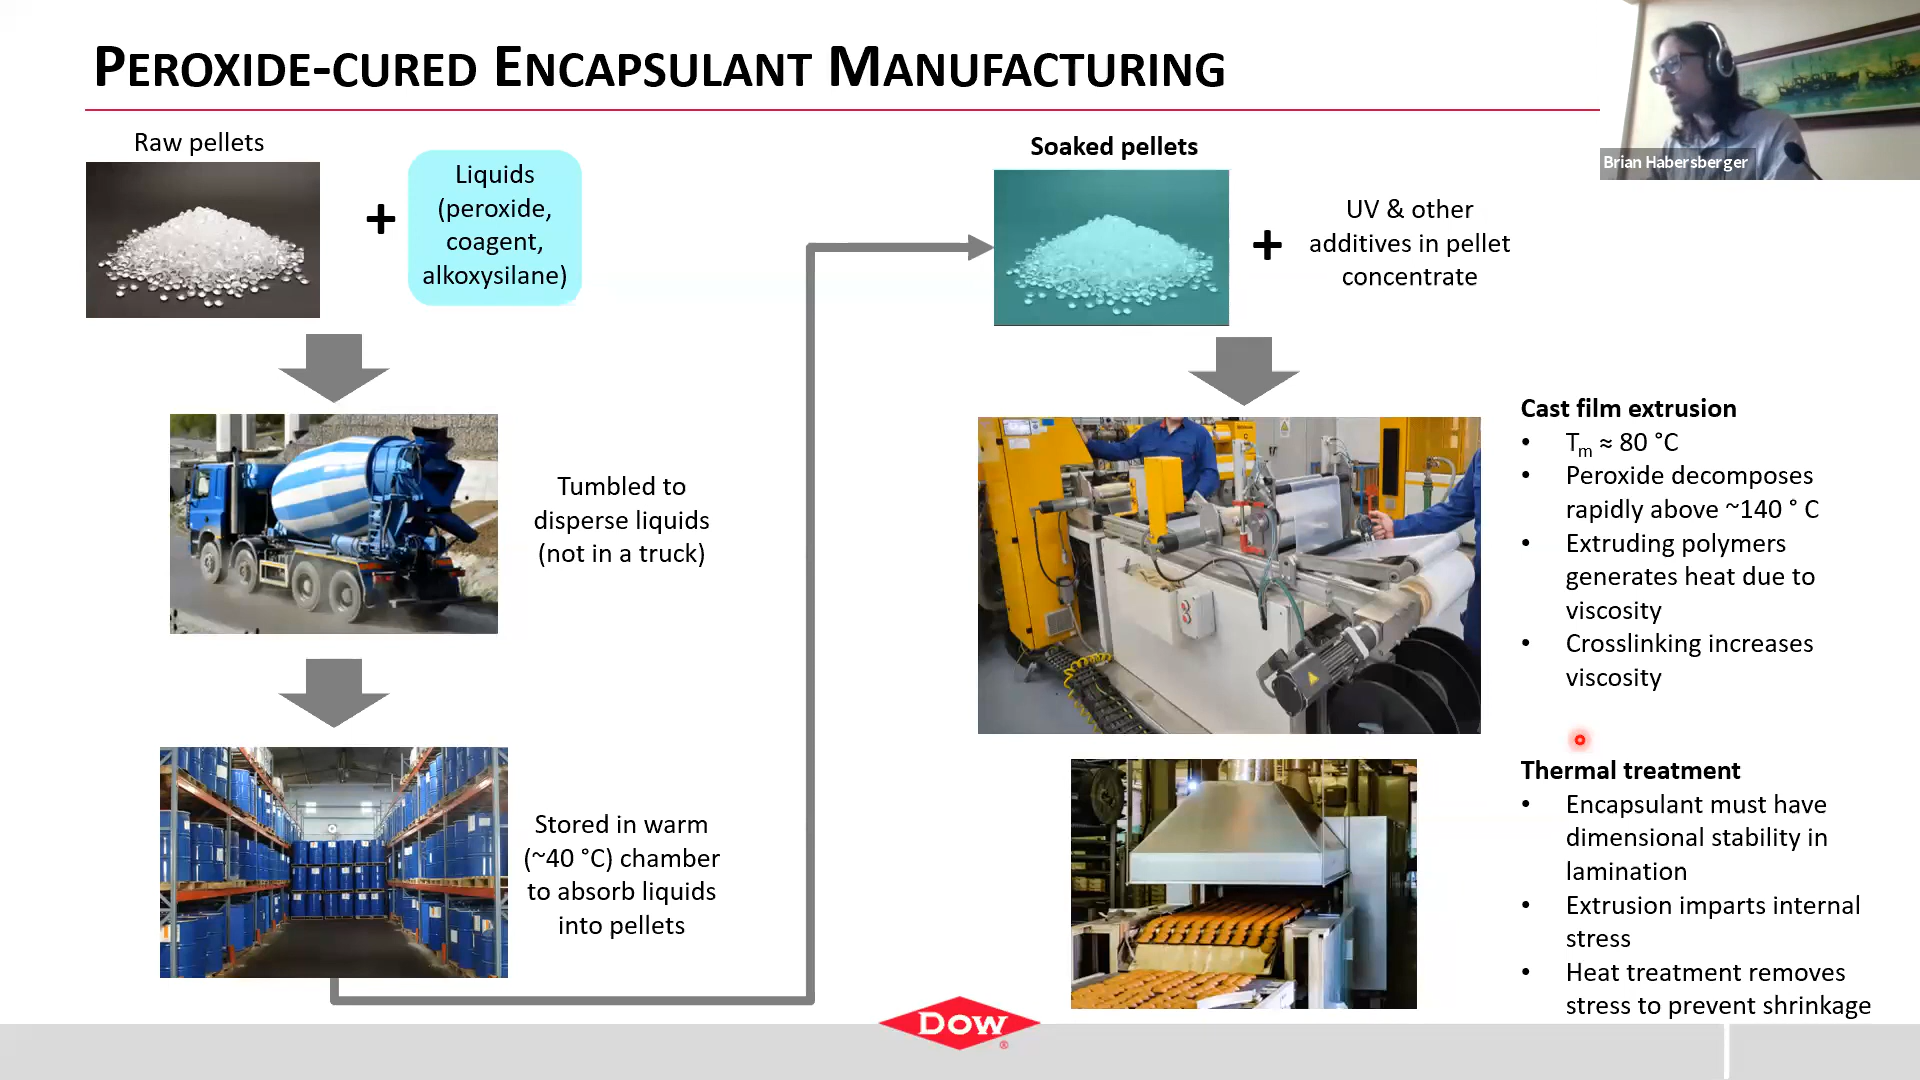 PEROXIDE-CURED ENCAPSULANT MANUFACTURING
Raw pellets
+
Liquids
(peroxide,
coagent,
alkoxysilane)
Tumbled to
disperse liquids
(not in a truck)
Stored in warm
(~40 °C) chamber
to absorb liquids
into pellets
Soaked pellets
+
UV & other
additives in pellet
concentrate
Cast film extrusion
• Tm ≈ 80 °C
• Peroxide decomposes
rapidly above ~140 ° C
• Extruding polymers
generates heat due to
viscosity
• Crosslinking increases
viscosity
Thermal treatment
• Encapsulant must have
dimensional stability in
lamination
• Extrusion imparts internal
stress
• Heat treatment removes
stress to prevent shrinkage
Brian Habersberger
DOW
®